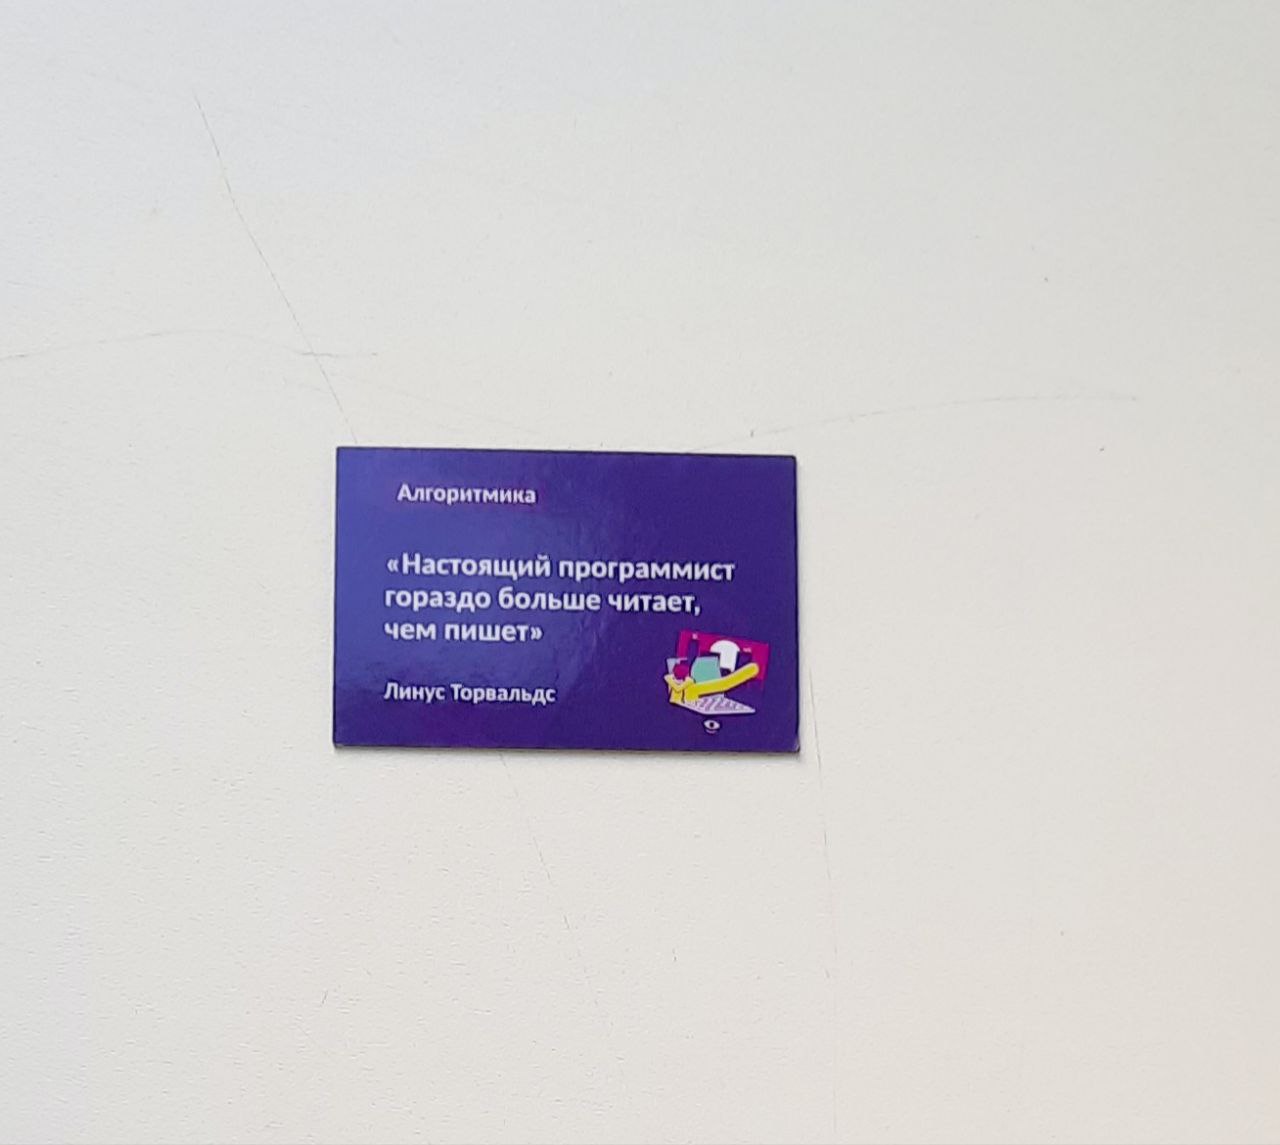 Алгоритмика
«Настоящий программист
гораздо больше читает,
чем пишет»
Линус Торвальдс